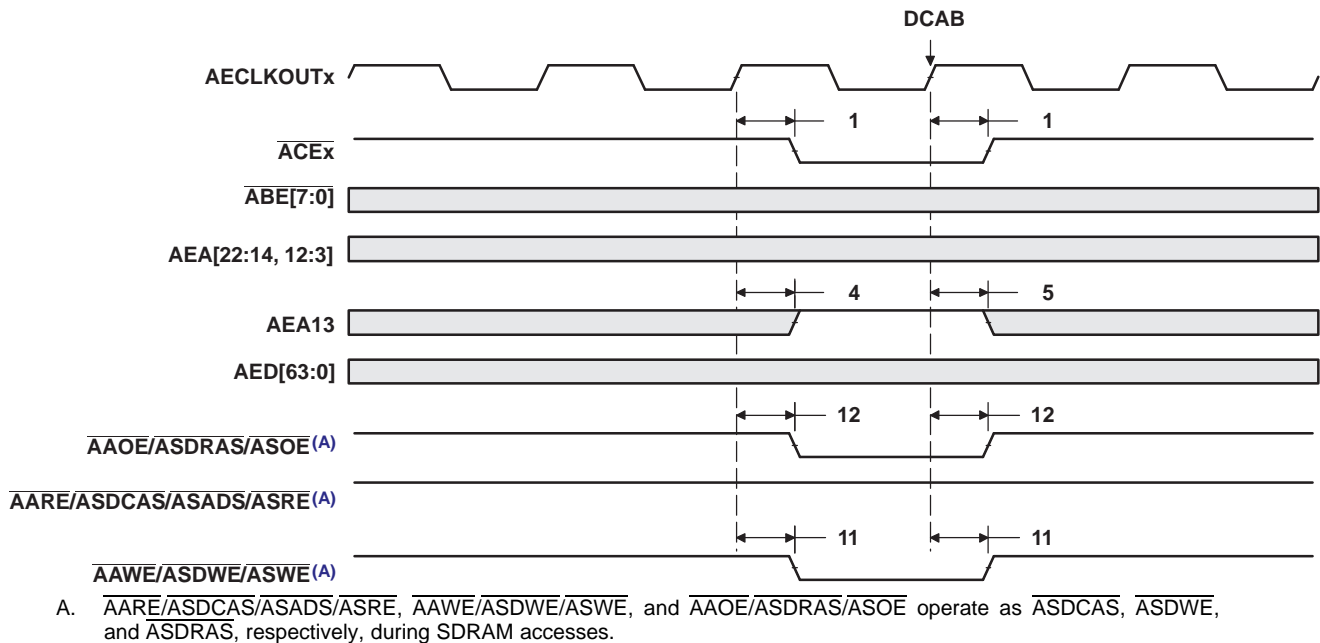 DCAB
AECLKOUTx
1 1
ACEx
ABE[7:0]
AEA[22:14, 12:3]
4 5
AEA13
AED[63:0]
12 12
AAOE/ASDRAS/ASOE(A)
AARE/ASDCAS/ASADS/ASRE(A)
11 11
AAWE/ASDWE/ASWE(A)
A. AARE/ASDCAS/ASADS/ASRE, AAWE/ASDWE/ASWE, and AAOE/ASDRAS/ASOE operate as ASDCAS, ASDWE,
and ASDRAS, respectively, during SDRAM accesses.